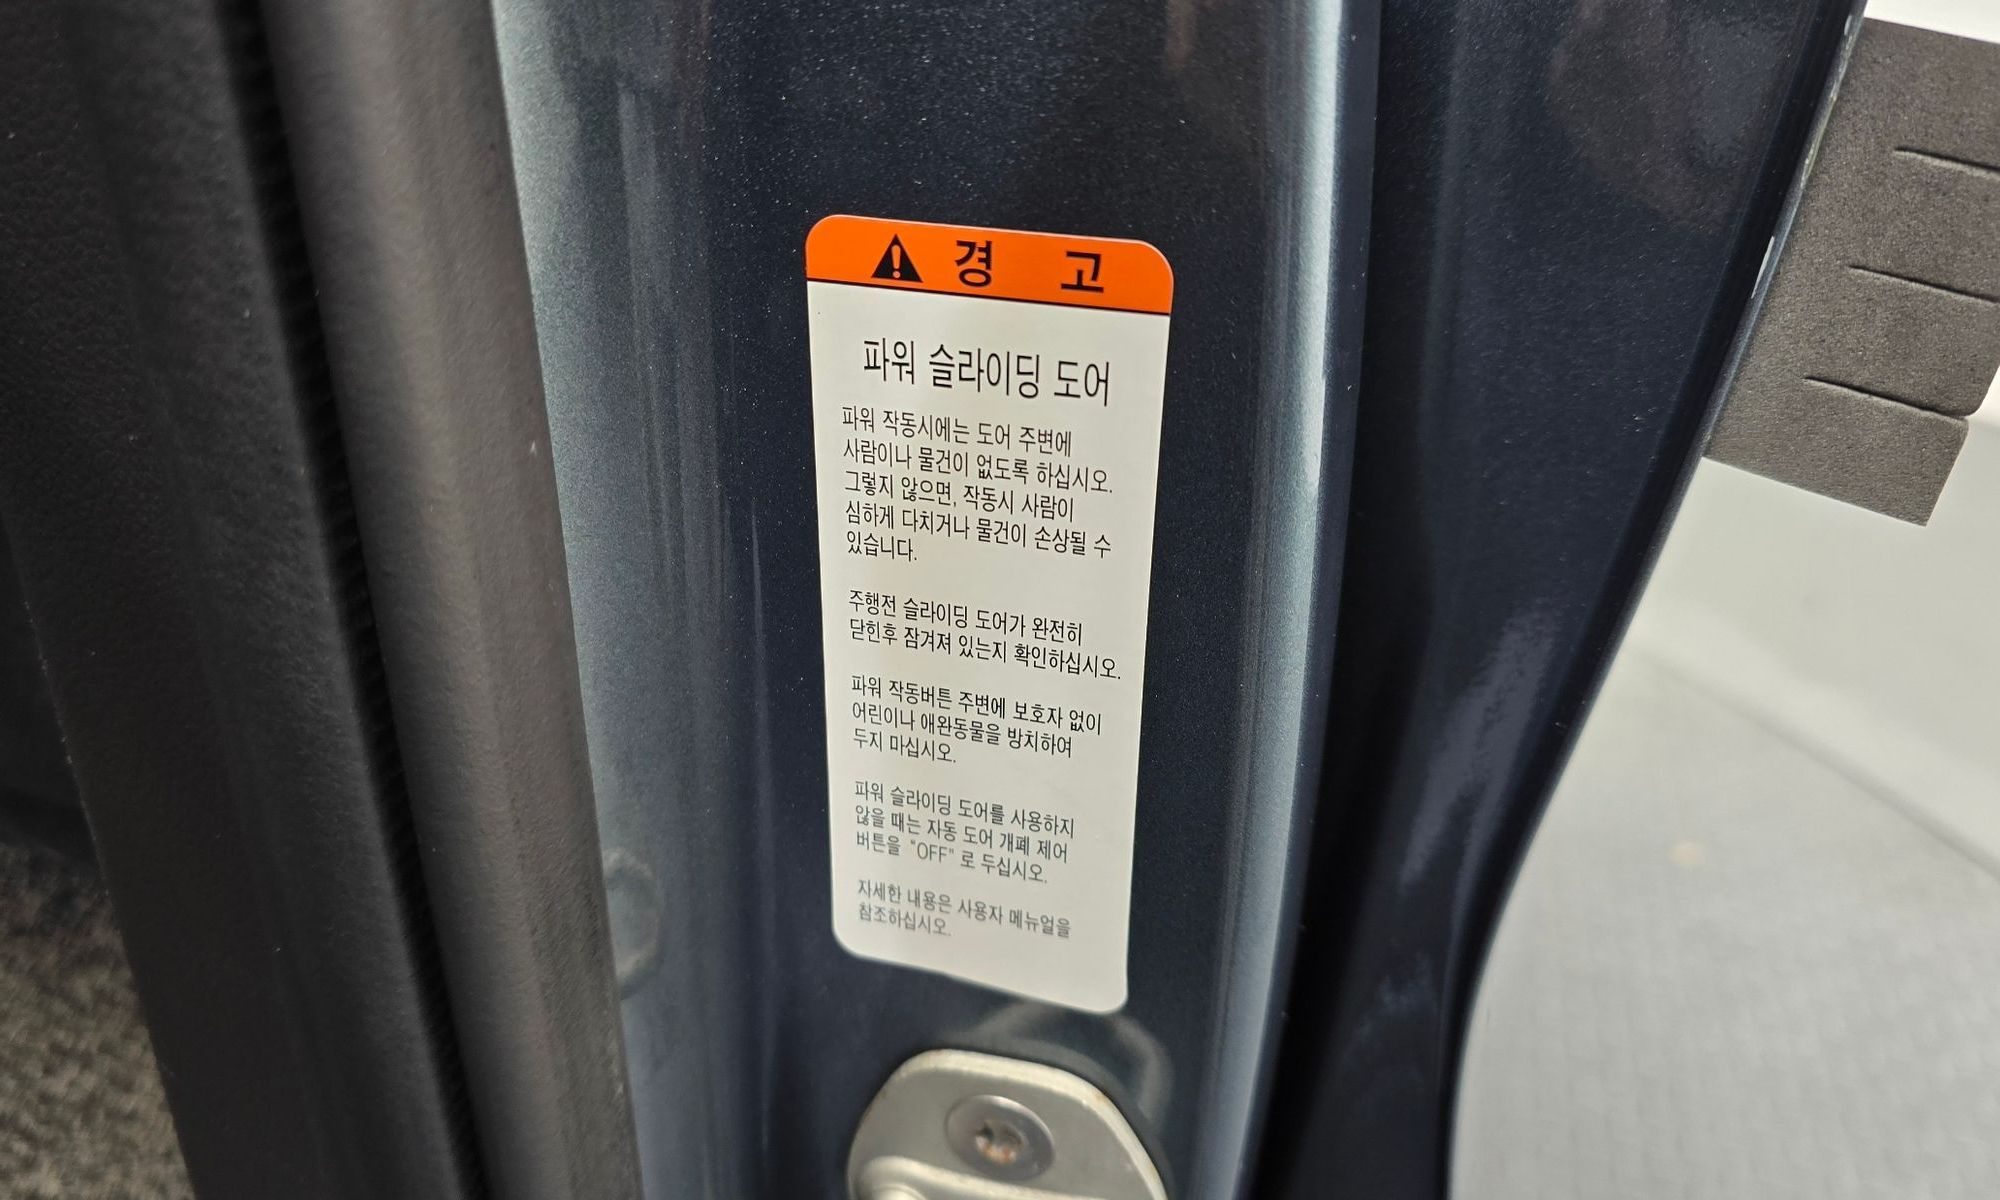 경 고
파워 슬라이딩 도어
파워 작동시에는 도어 주변에
사람이나 물건이 없도록 하십시오.
그렇지 않으면, 작동시 사람이
심하게 다치거나 물건이 손상될 수
있습니다.
주행전 슬라이딩 도어가 완전히
닫힌후 잠겨져 있는지 확인하십시오.
파워 작동버튼 주변에 보호자 없이
어린이나 애완동물을 방치하여
두지 마십시오.
파워 슬라이딩 도어를 사용하지
않을 때는 자동 도어 개폐 제어
버튼을 "OFF" 로 두십시오.
자세한 내용은 사용자 메뉴얼을
참조하십시오.